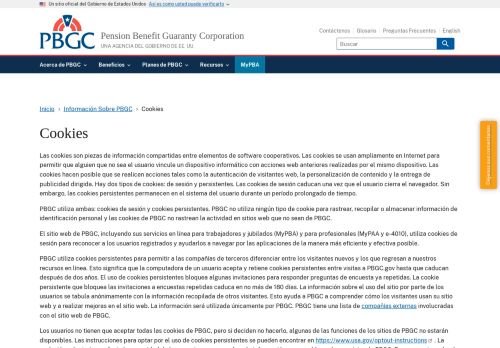 Un sitio oficial del Gobierno de Estados Unidos Así es como usted puede verificarlo
PBGC
Pension Benefit Guaranty Corporation
UNA AGENCIA DEL GOBIERNO DE EE. UU
Contáctenos Glosario Preguntas Frecuentes English
Buscar
Acerca de PBGC Beneficios Planes de PBGC Recursos MyPBA
Inicio Información Sobre PBGC Cookies
Cookies
Las cookies son piezas de información compartidas entre elementos de software cooperativos. Las cookies se usan ampliamente en Internet para
permitir que alguien que no sea el usuario vincule un dispositivo informático con acciones web anteriores realizadas por el mismo dispositivo. Las
cookies hacen posible que se realicen acciones tales como la autenticación de visitantes web, la personalización de contenido y la entrega de
publicidad dirigida. Hay dos tipos de cookies: de sesión y persistentes. Las cookies de sesión caducan una vez que el usuario cierra el navegador. Sin
embargo, las cookies persistentes permanecen en el sistema del usuario durante un período prolongado de tiempo.
PBGC utiliza ambas: cookies de sesión y cookies persistentes. PBGC no utiliza ningún tipo de cookie para rastrear, recopilar o almacenar información
de identificación personal y las cookies de PBGC no rastrean la actividad en sitios web que no sean de PBGC.
El sitio web de PBGC, incluyendo sus servicios en línea para trabajadores y jubilados (MyPBA) y para profesionales (MyPAA y e-4010), utiliza cookies de
sesión para reconocer a los usuarios registrados y ayudarlos a navegar por las aplicaciones de la manera más eficiente y efectiva posible.
PBGC utiliza cookies persistentes para permitir a las compañías de terceros diferenciar entre los visitantes nuevos y los que regresan a nuestros
recursos en línea. Esto significa que la computadora de un usuario acepta y retiene cookies persistentes entre visitas a PBGC.gov hasta que caducan
después de dos años. El uso de cookies persistentes bloquea algunas invitaciones para responder preguntas de encuesta ya repetidas. La cookie
persistente que bloquea las invitaciones a encuestas repetidas caduca en no más de 180 días. La información sobre el uso del sitio por parte de los
usuarios se tabula anónimamente con la información recopilada de otros visitantes. Esto ayuda a PBGC a comprender cómo los visitantes usan su sitio
web y a realizar mejoras en el sitio web. La información será utilizada únicamente por PBGC. PBGC tiene una lista de compañías externas involucradas
con el sitio web de PBGC.
Los usuarios no tienen que aceptar todas las cookies de PBGC, pero si deciden no hacerlo, algunas de las funciones de los sitios de PBGC no estarán
disponibles. Las instrucciones para optar por el uso de cookies persistentes se pueden encontrar en https://www.usa.gov/optout-instructions . La